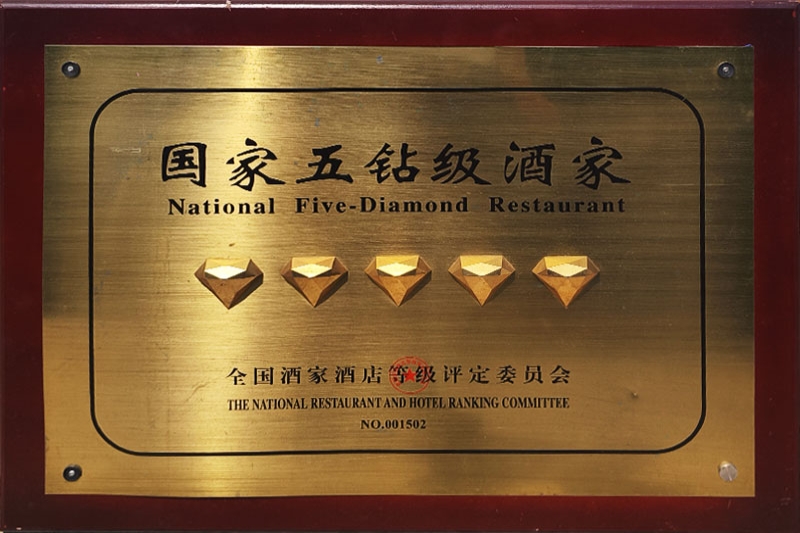 国家五钻级酒家
National Five-Diamond Restaurant
全国酒家酒店等级评定委员会
THE NATIONAL RESTAURANT AND HOTEL RANKING COMMITTEE
NO.001502